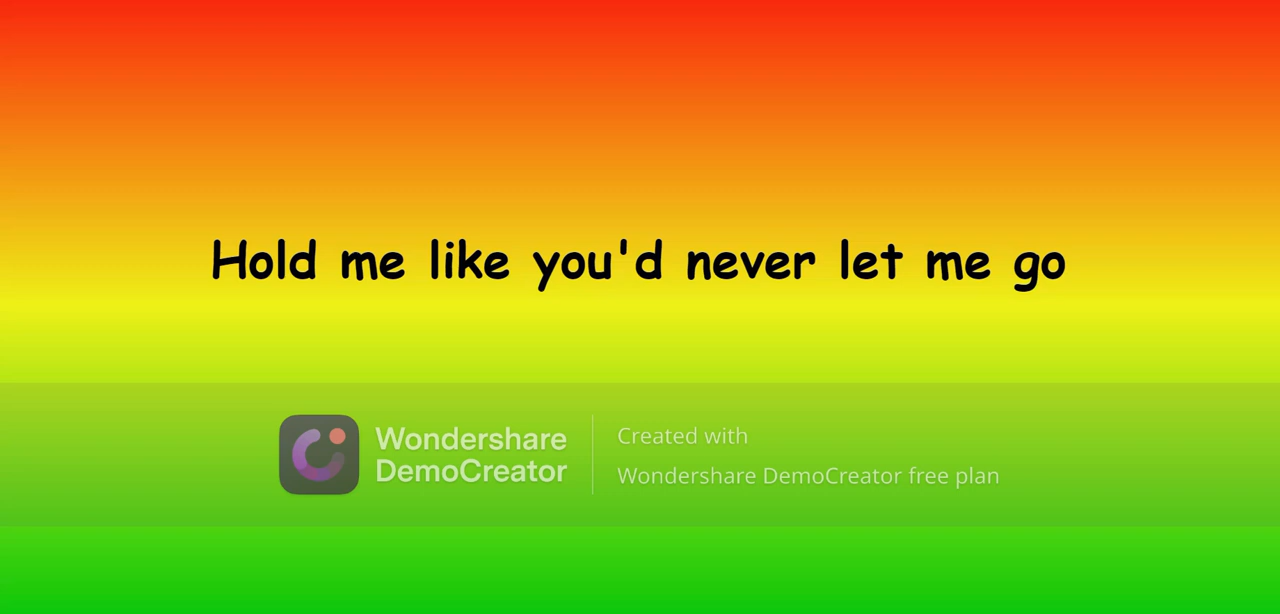 Hold me like you'd never let me go
Wondershare
DemoCreator
Created with
Wondershare DemoCreator free plan